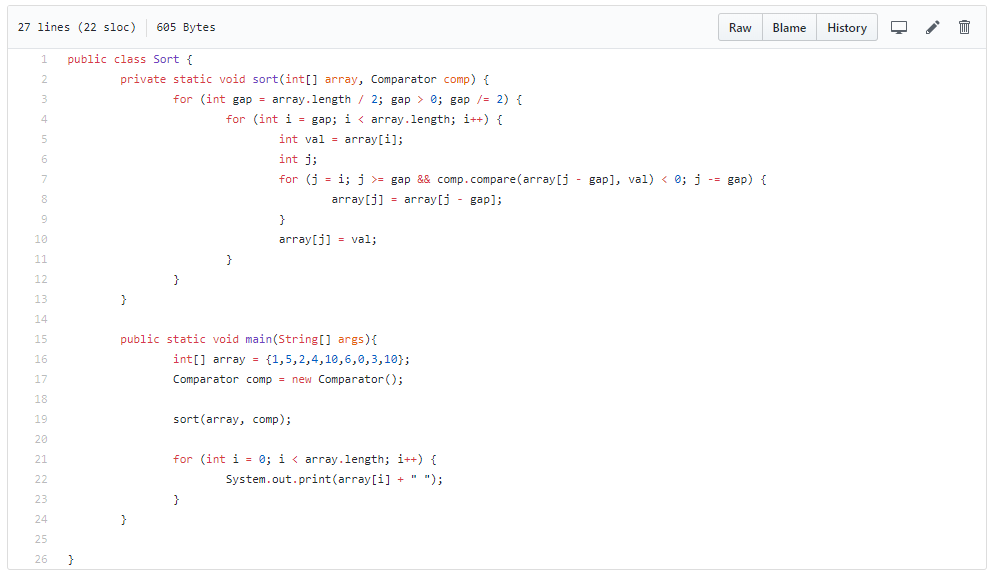 27 lines (22 sloc) 605 Bytes Raw Blame History
1 public class Sort {
2 private static void sort(int[] array, Comparator comp) {
3 for (int gap = array.length / 2; gap > 0; gap /= 2) {
4 for (int i = gap; i < array.length; i++) {
5 int val = array[i];
6 int j;
7 for (j = i; j >= gap && comp.compare(array[j - gap], val) < 0; j -= gap) {
8 array[j] = array[j - gap];
9 }
10 array[j] = val;
11 }
12 }
13 }
14
15 public static void main(String[] args){
16 int[] array = {1,5,2,4,10,6,0,3,10};
17 Comparator comp = new Comparator();
18
19 sort(array, comp);
20
21 for (int i = 0; i < array.length; i++) {
22 System.out.print(array[i] + " ");
23 }
24 }
25
26 }